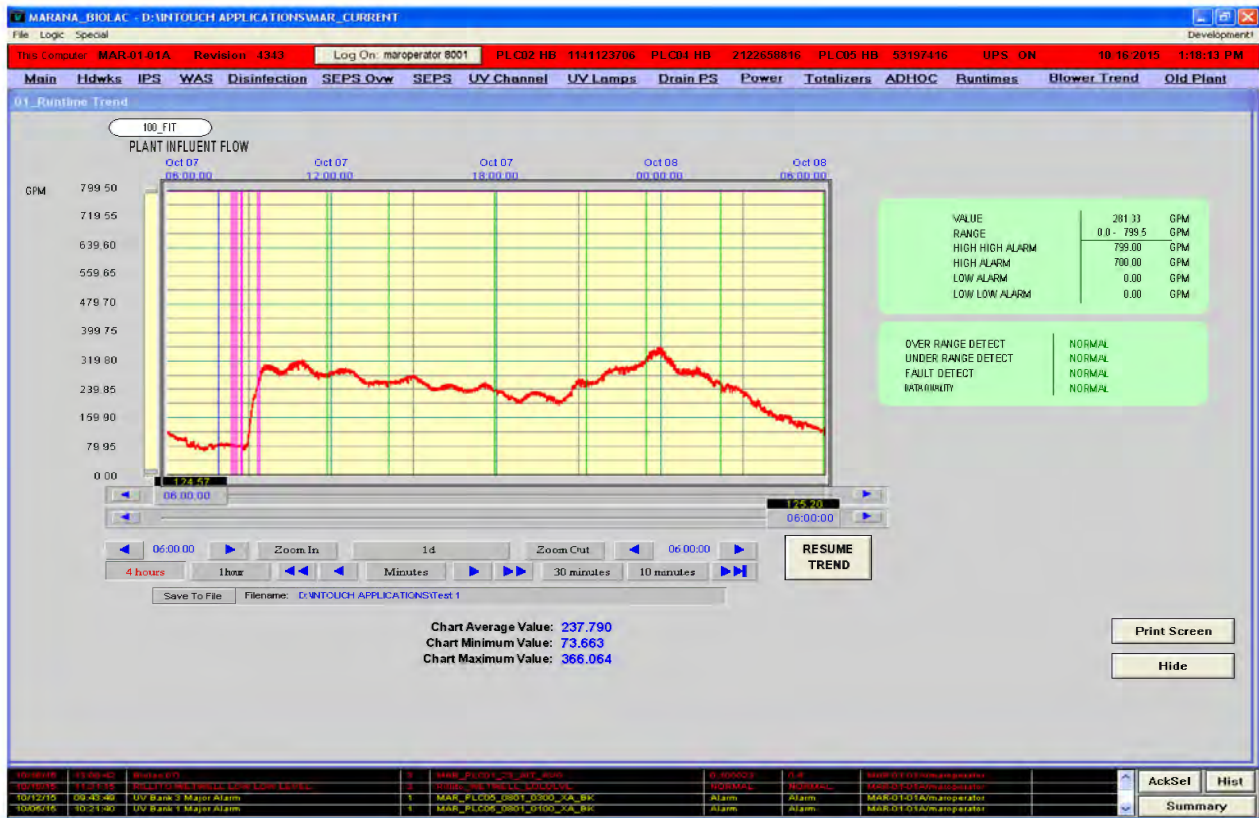 MARANA_BIOLAC - D:\INTOUCH APPLICATIONS\MAR_CURRENT
File Logic Special Development!
This Computer MAR-01-01A Revision 4343 Log On: maroperator 8001 PLC02 HB 1141123706 PLC04 HB 2122658816 PLC05 HB 53197416 UPS ON 10/16/2015 1:18:13 PM
Main Hdwks IPS WAS Disinfection SEPS Ovw SEPS UV Channel UV Lamps Drain PS Power Totalizers ADHOC Runtimes Blower Trend Old Plant
01_Runtime Trend
100_FIT
PLANT INFLUENT FLOW
Oct 07 Oct 07 Oct 07 Oct 08 Oct 08
06:00:00 12:00:00 18:00:00 00:00:00 06:00:00
GPM 799.50
719.55
639.60
559.65
479.70
399.75
319.80
239.85
159.90
79.95
0.00
VALUE 281.33 GPM
RANGE 0.0 - 799.5 GPM
HIGH HIGH ALARM 799.00 GPM
HIGH ALARM 700.00 GPM
LOW ALARM 0.00 GPM
LOW LOW ALARM 0.00 GPM
OVER RANGE DETECT NORMAL
UNDER RANGE DETECT NORMAL
FAULT DETECT NORMAL
DATA QUALITY NORMAL
124.57
06:00:00
125.20
06:00:00
06:00:00 Zoom In 1d Zoom Out 06:00:00
RESUME TREND
4 hours 1hour Minutes 30 minutes 10 minutes
Save To File Filename: D:\INTOUCH APPLICATIONS\Test 1
Chart Average Value: 237.790
Chart Minimum Value: 73.663
Chart Maximum Value: 366.064
Print Screen
Hide
WETWELL LOW LOW LEVEL NORMAL NORMAL
10/12/15 09:43:49 UV Bank 3 Major Alarm 1 MAR_PLC05_0801_0300_XA_BK Alarm Alarm MAR-01-01A/maroperator
10/06/15 10:21:40 UV Bank 1 Major Alarm 1 MAR_PLC05_0801_0100_XA_BK Alarm Alarm MAR-01-01A/maroperator
AckSel Hist
Summary